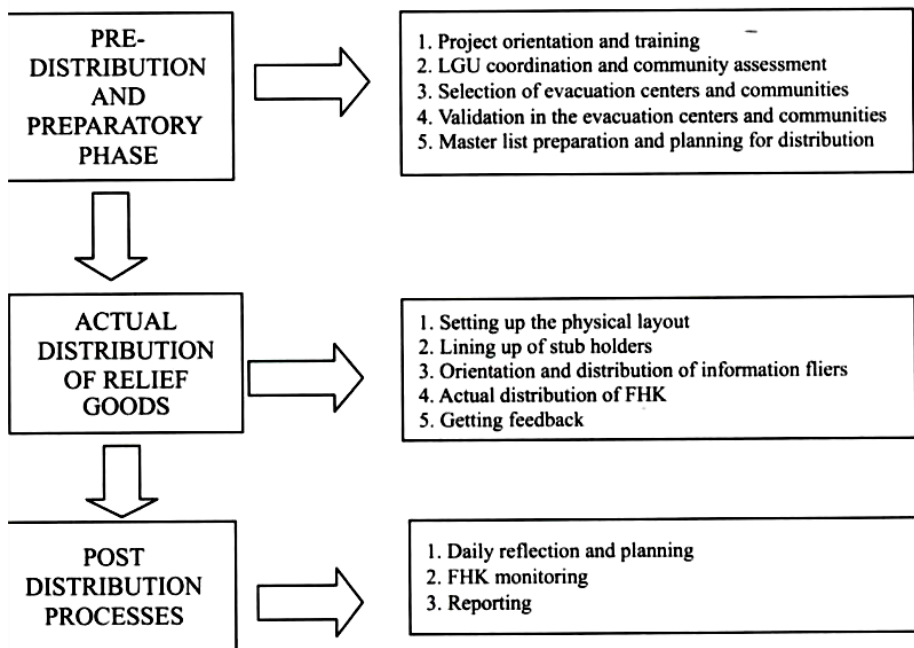 PRE-
DISTRIBUTION
AND
PREPARATORY
PHASE
1. Project orientation and training
2. LGU coordination and community assessment
3. Selection of evacuation centers and communities
4. Validation in the evacuation centers and communities
5. Master list preparation and planning for distribution
ACTUAL
DISTRIBUTION
OF RELIEF
GOODS
1. Setting up the physical layout
2. Lining up of stub holders
3. Orientation and distribution of information fliers
4. Actual distribution of FHK
5. Getting feedback
POST
DISTRIBUTION
PROCESSES
1. Daily reflection and planning
2. FHK monitoring
3. Reporting